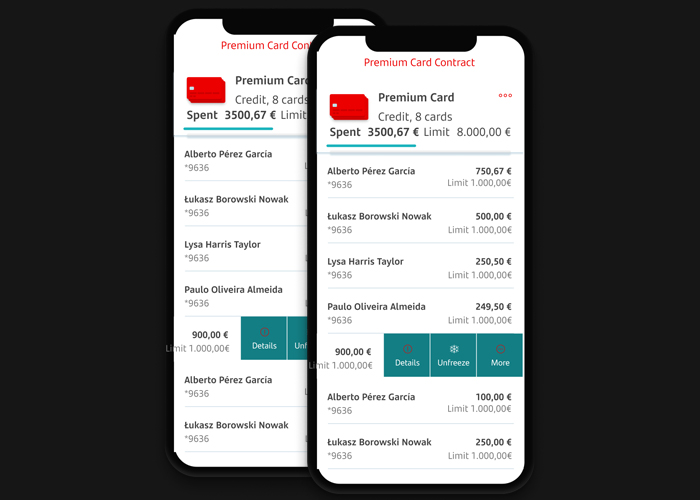 Premium Card Con
Premium Card
Credit, 8 cards
Spent 3500,67 € Limit
Alberto Pérez Garcia
*9636
Łukasz Borowski Nowak
*9636
Lysa Harris Taylor
*9636
Paulo Oliveira Almeida
*9636
900,00 €
Limit 1.000,00€
Details
Unf
Alberto Pérez Garcia
*9636
Łukasz Borowski Nowak
*9636
Premium Card Contract
Premium Card
Credit, 8 cards
Spent 3500,67 € Limit 8.000,00 €
Alberto Pérez Garcia 750,67 €
*9636 Limit 1.000,00€
Łukasz Borowski Nowak 500,00 €
*9636 Limit 1.000,00€
Lysa Harris Taylor 250,50 €
*9636 Limit 1.000,00€
Paulo Oliveira Almeida 249,50 €
*9636 Limit 1.000,00€
900,00 €
Limit 1.000,00€
Details Unfreeze More
Alberto Pérez Garcia 100,00 €
*9636 Limit 1.000,00€
Łukasz Borowski Nowak 250,00 €
*9636 Limit 1.000,00€